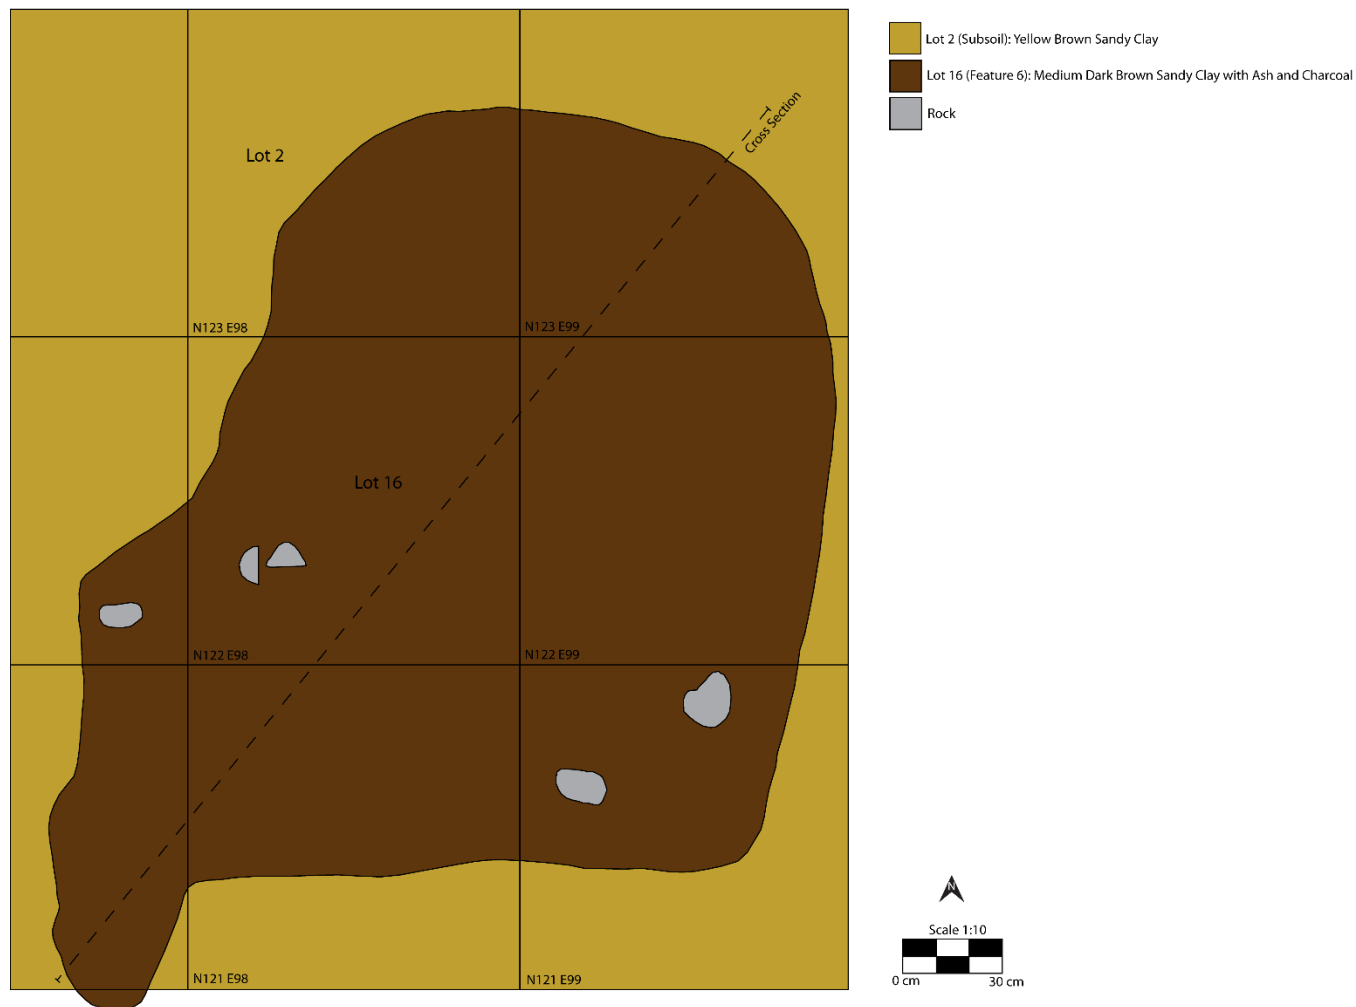 Lot 2 (Subsoil): Yellow Brown Sandy Clay
Lot 16 (Feature 6): Medium Dark Brown Sandy Clay with Ash and Charcoal
Rock
Cross Section
Lot 2
N123 E98
N123 E99
Lot 16
N122 E98
N122 E99
N121 E98
N121 E99
N
Scale 1:10
0 cm
30 cm